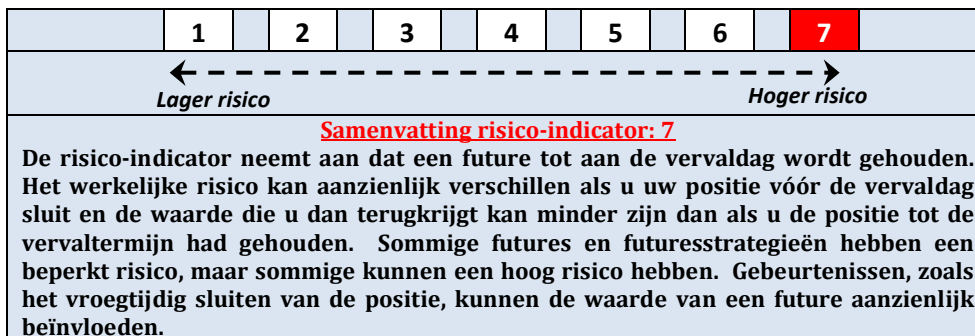 1 2 3 4 5 6 7
Lager risico Hoger risico
Samenvatting risico-indicator: 7
De risico-indicator neemt aan dat een future tot aan de vervaldag wordt gehouden.
Het werkelijke risico kan aanzienlijk verschillen als u uw positie vóór de vervaldag
sluit en de waarde die u dan terugkrijgt kan minder zijn dan als u de positie tot de
vervaltermijn had gehouden. Sommige futures en futuresstrategieën hebben een
beperkt risico, maar sommige kunnen een hoog risico hebben. Gebeurtenissen, zoals
het vroegtijdig sluiten van de positie, kunnen de waarde van een future aanzienlijk
beïnvloeden.